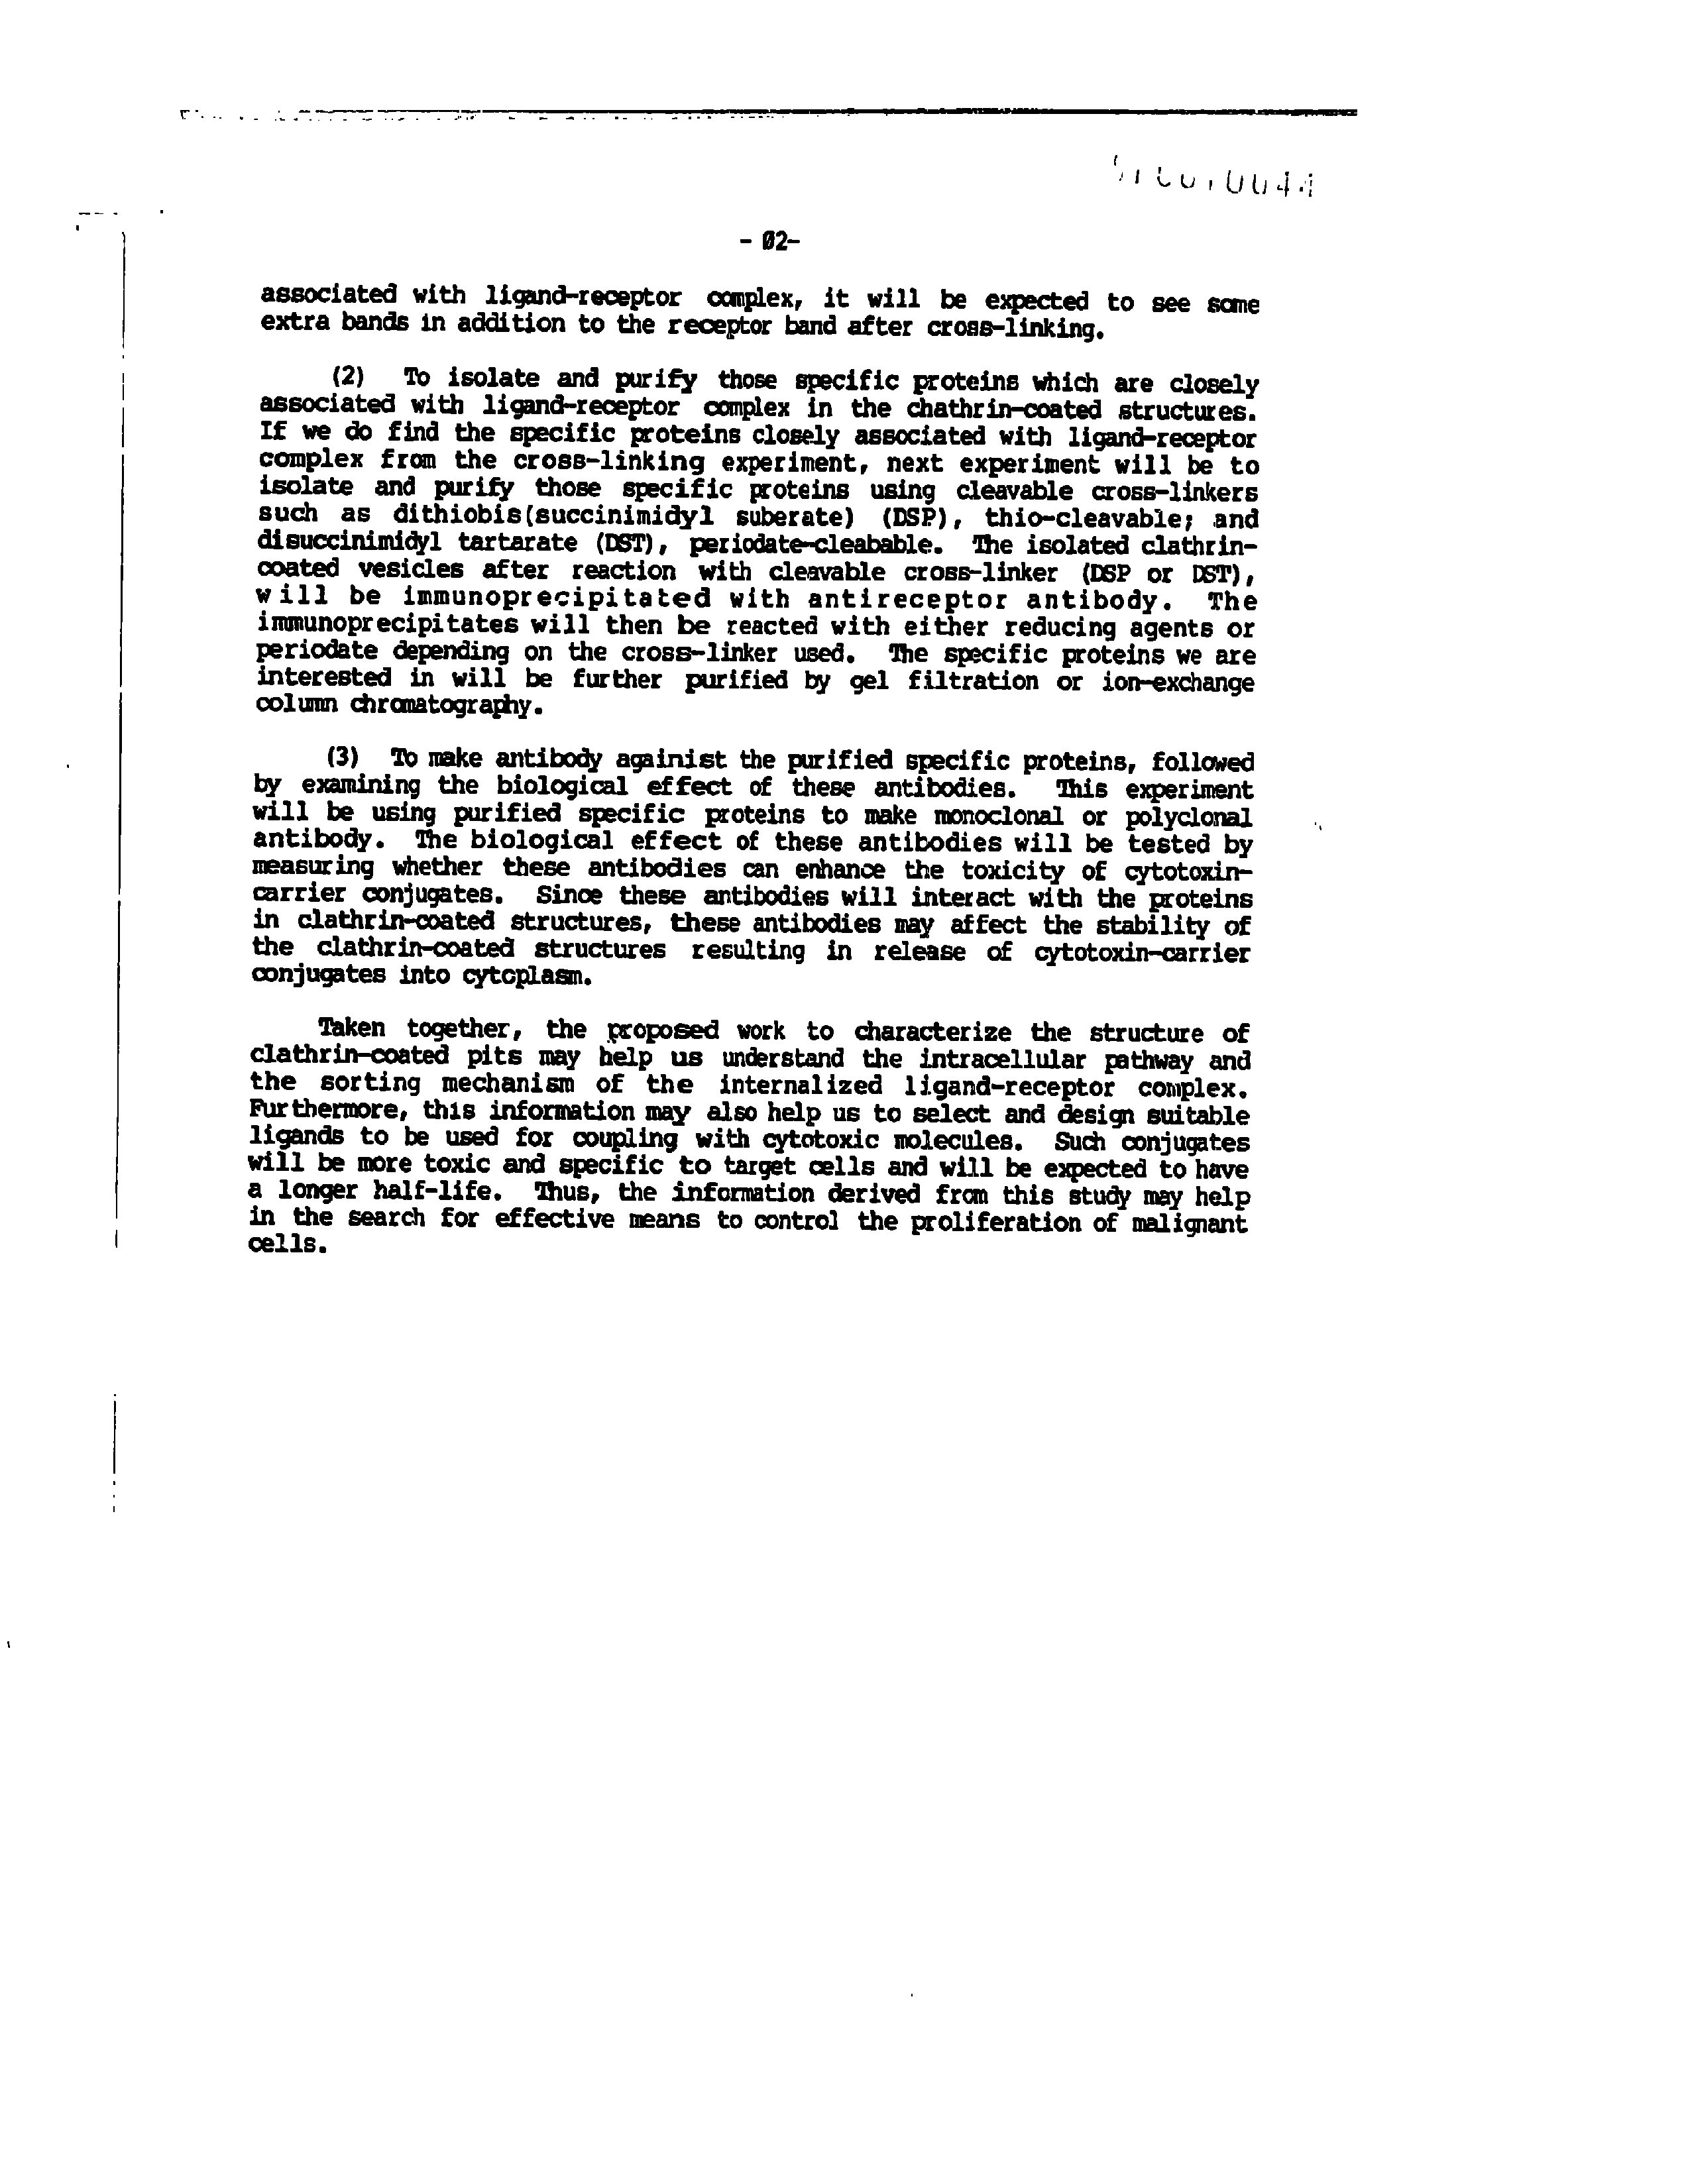 - 02-
associated with ligand-receptor complex, it will be expected to see some
extra bands in addition to the receptor band after cross-linking.
(2) To isolate and purify those specific proteins which are closely
associated with ligand-receptor complex in the chathrin-coated structures.
If we do find the specific proteins closely associated with ligand-receptor
complex from the cross-linking experiment, next experiment will be to
isolate and purify those specific proteins using cleavable cross-linkers
such as dithiobis(succinimidyl suberate) (DSP), thio-cleavable; and
disuccinimidyl tartarate (DST), periodate-cleabable. The isolated clathrin-
coated vesicles after reaction with cleavable cross-linker (DSP or DST),
will be immunoprecipitated with antireceptor antibody. The
immunoprecipitates will then be reacted with either reducing agents or
periodate depending on the cross-linker used. The specific proteins we are
interested in will be further purified by gel filtration or ion-exchange
column chromatography.
(3) To make antibody againist the purified specific proteins, followed
by examining the biological effect of these antibodies. This experiment
will be using purified specific proteins to make monoclonal or polyclonal
antibody. The biological effect of these antibodies will be tested by
measuring whether these antibodies can enhance the toxicity of cytotoxin-
carrier conjugates. Since these antibodies will interact with the proteins
in clathrin-coated structures, these antibodies may affect the stability of
the clathrin-coated structures resulting in release of cytotoxin-carrier
conjugates into cytoplasm.
Taken together, the proposed work to characterize the structure of
clathrin-coated pits may help us understand the intracellular pathway and
the sorting mechanism of the internalized ligand-receptor complex.
Furthermore, this information may also help us to select and design suitable
ligands to be used for coupling with cytotoxic molecules. Such conjugates
will be more toxic and specific to target cells and will be expected to have
a longer half-life. Thus, the information derived from this study may help
in the search for effective means to control the proliferation of malignant
cells.